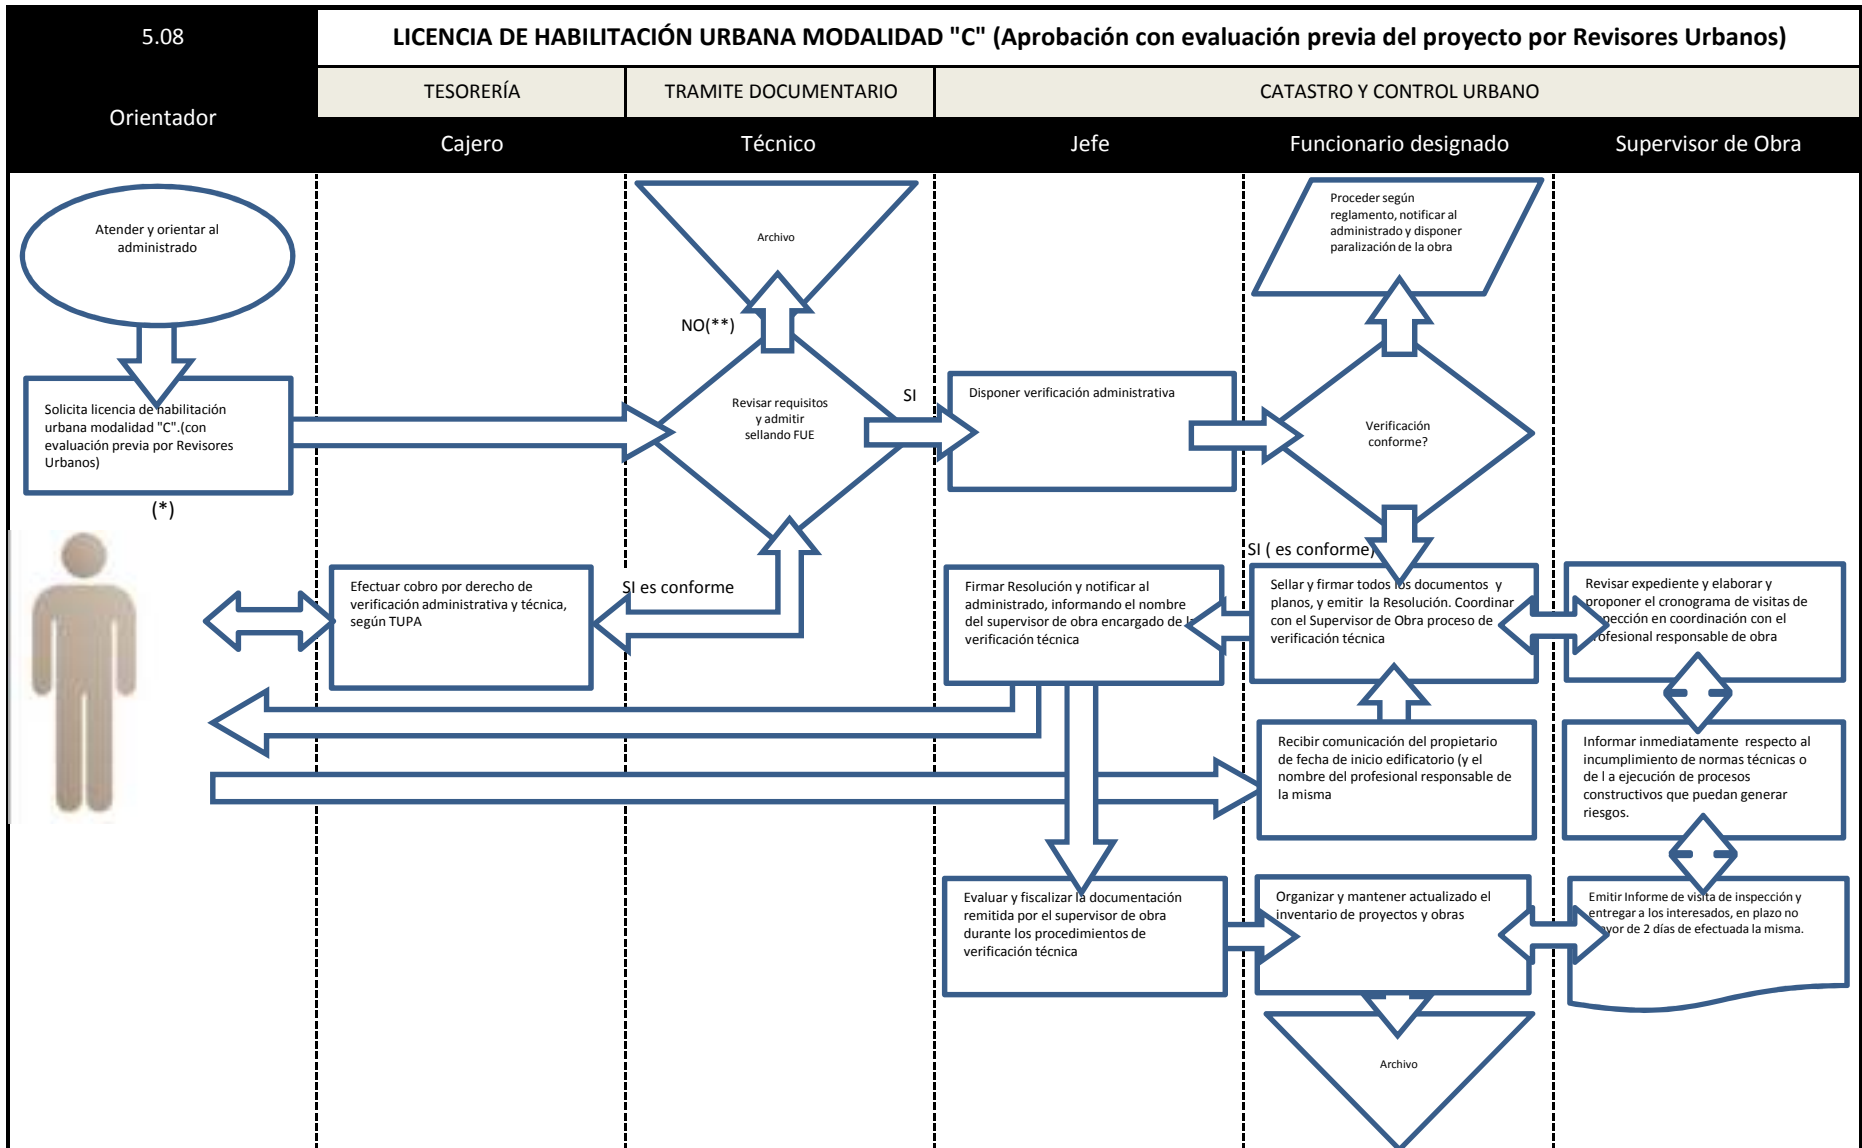 5.08
Orientador
LICENCIA DE HABILITACIÓN URBANA MODALIDAD "C" (Aprobación con evaluación previa del proyecto por Revisores Urbanos)
TESORERÍA
TRAMITE DOCUMENTARIO
CATASTRO Y CONTROL URBANO
Cajero
Técnico
Jefe
Funcionario designado
Supervisor de Obra
Atender y orientar al
administrado
Archivo
Proceder según
reglamento, notificar al
administrado y disponer
paralización de la obra
NO(**)
Solicita licencia de habilitación
urbana modalidad "C".(con
evaluación previa por Revisores
Urbanos)
(*)
Revisar requisitos
y admitir
sellando FUE
SI
Disponer verificación administrativa
Verificación
conforme?
SI ( es conforme)
Efectuar cobro por derecho de
verificación administrativa y técnica,
según TUPA
SI es conforme
Firmar Resolución y notificar al
administrado, informando el nombre
del supervisor de obra encargado de
verificación técnica
Sellar y firmar todos los documentos y
planos, y emitir la Resolución. Coordinar
con el Supervisor de Obra proceso de
verificación técnica
Revisar expediente y elaborar y
proponer el cronograma de visitas de
en coordinación con el
responsable de obra
Recibir comunicación del propietario
de fecha de inicio edificatorio (y el
nombre del profesional responsable de
la misma
Informar inmediatamente respecto al
incumplimiento de normas técnicas o
de l a ejecución de procesos
constructivos que puedan generar
riesgos.
Evaluar y fiscalizar la documentación
remitida por el supervisor de obra
durante los procedimientos de
verificación técnica
Organizar y mantener actualizado el
inventario de proyectos y obras
Emitir Informe de visita de inspección y
entregar a los interesados, en plazo no
de 2 días de efectuada la misma.
Archivo